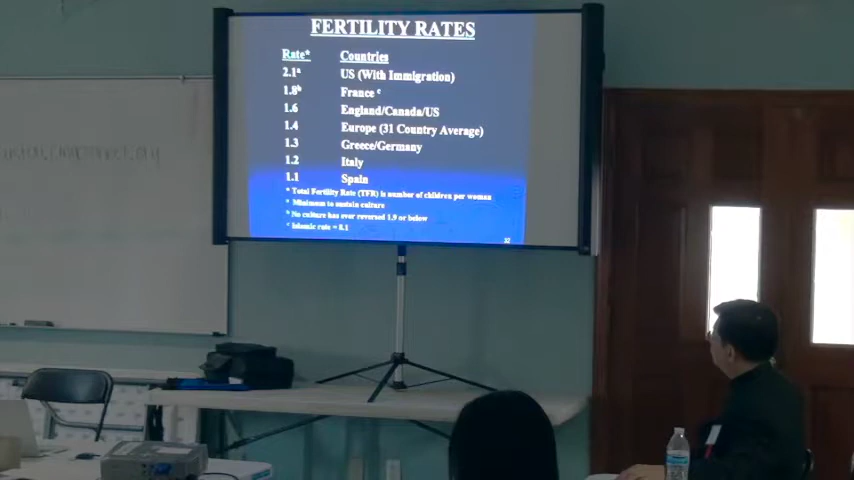 FERTILITY RATES
Rate* Countries
2.1ᵃ US (With Immigration)
1.8ᵇ France ᶜ
1.6 England/Canada/US
1.4 Europe (31 Country Average)
1.3 Greece/Germany
1.2 Italy
1.1 Spain
* Total Fertility Rate (TFR) is number of children per woman
Minimum to sustain culture
ᵇ No culture has ever reversed 1.9 or below
ᶜ Islamic rate = 8.1